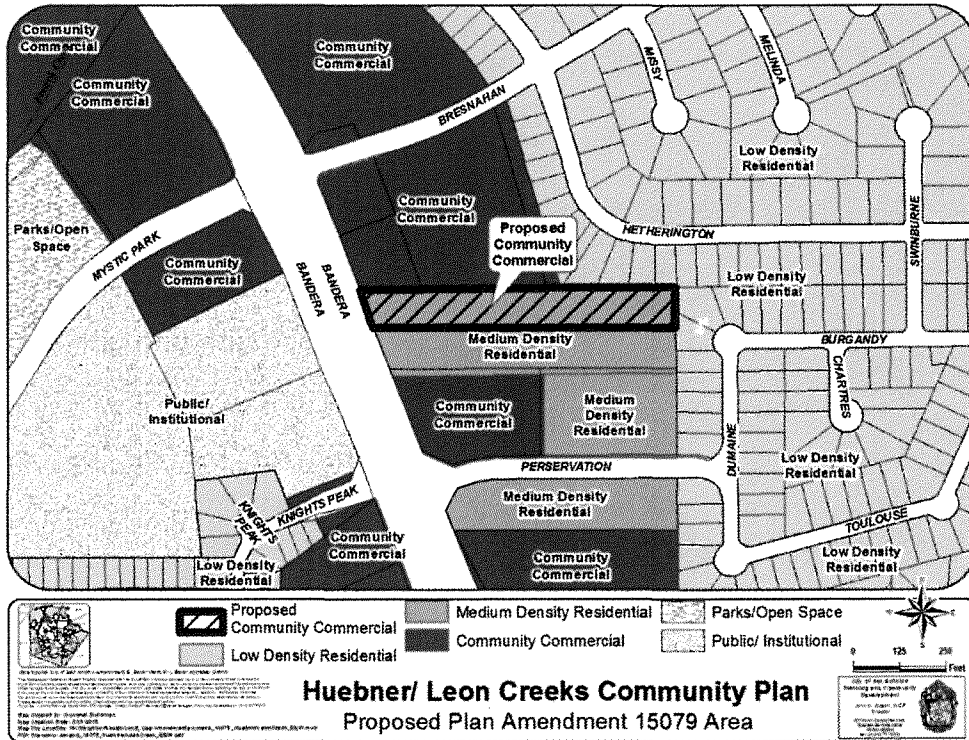 Community
Commercial
Community
Commercial
Community
Commercial
MISSY
MELINDA
BRESNAHAN
Low Density
Residential
SWINBURNE
Parks/Open
Space
MYSTIC PARK
Community
Commercial
Proposed
Community
Commercial
HETHERINGTON
Community
Commercial
BANDERA
BANDERA
Low Density
Residential
Medium Density
Residential
BURGANDY
CHARTRES
Public/
Institutional
Community
Commercial
Medium
Density
Residential
DUMAINE
Low Density
Residential
PERSERVATION
KNIGHTS PEAK
KNIGHTS
PEAK
Medium Density
Residential
TOULOUSE
Community
Commercial
Low Density
Residential
Community
Commercial
Low Density
Residential
Proposed
Community Commercial
Low Density Residential
Medium Density Residential
Community Commercial
Parks/Open Space
Public/ Institutional
0 125 250
Feet
Huebner/ Leon Creeks Community Plan
Proposed Plan Amendment 15079 Area